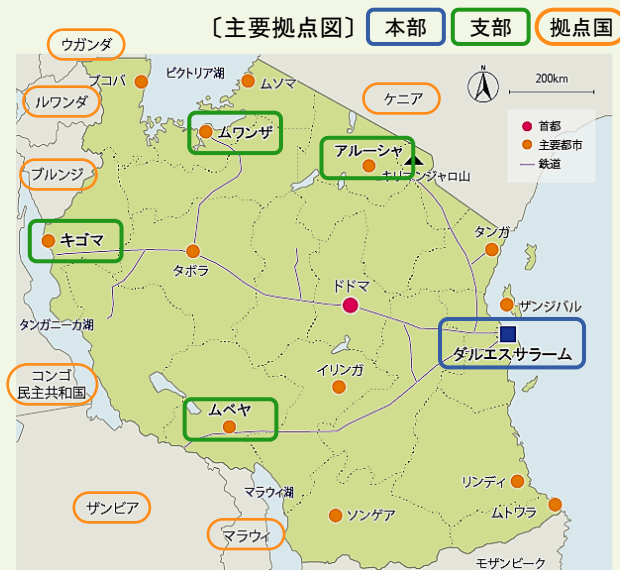 〔主要拠点図〕 本部 支部 拠点国
ウガンダ
ブコバ
ビクトリア湖
ムソマ
ケニア
N
200km
ルワンダ
ムワンザ
首都
主要都市
鉄道
アルーシャ
キリマンジャロ山
ブルンジ
キゴマ
タボラ
タンガ
ドドマ
ザンジバル
タンガニーカ湖
ダルエスサラーム
コンゴ
民主共和国
イリンガ
ムベヤ
マラウィ湖
リンディ
ザンビア
ソンゲア
ムトワラ
マラウィ
モザンビーク